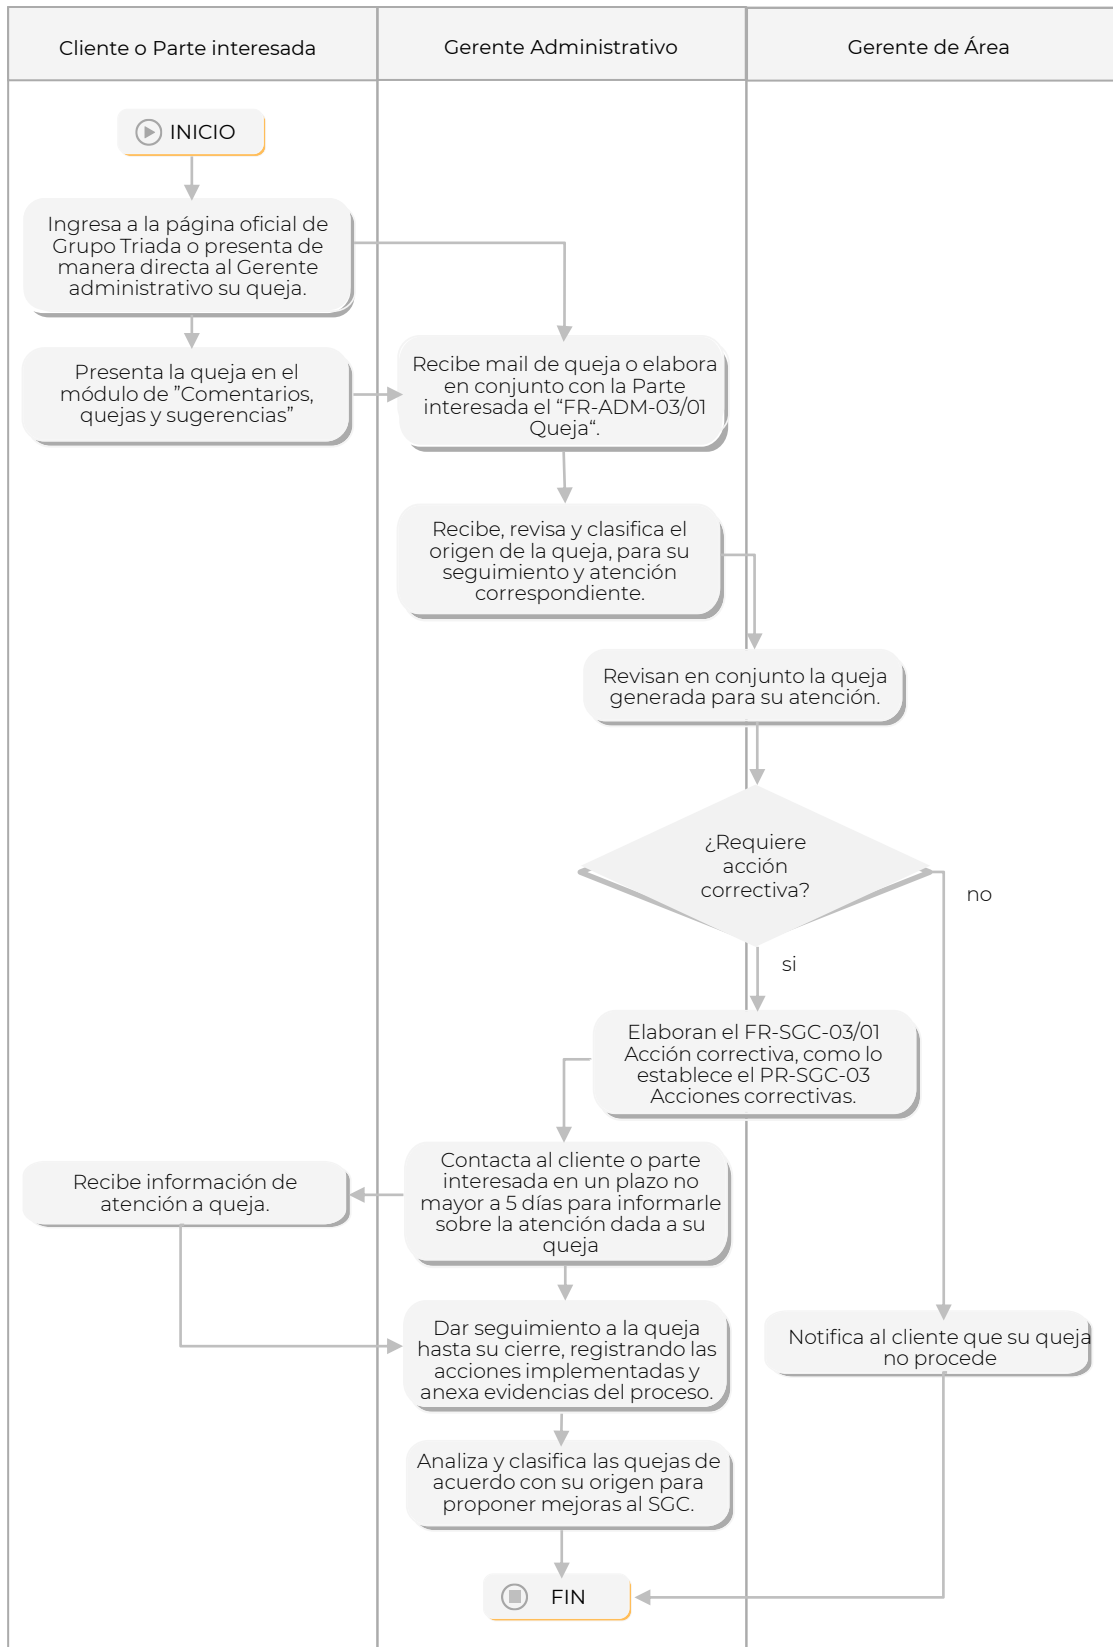 Cliente o Parte interesada
Gerente Administrativo
Gerente de Área
INICIO
Ingresa a la página oficial de
Grupo Triada o presenta de
manera directa al Gerente
administrativo su queja.
Presenta la queja en el
módulo de ”Comentarios,
quejas y sugerencias”
Recibe mail de queja o elabora
en conjunto con la Parte
interesada el “FR-ADM-03/01
Queja“.
Recibe, revisa y clasifica el
origen de la queja, para su
seguimiento y atención
correspondiente.
Revisan en conjunto la queja
generada para su atención.
¿Requiere
acción
correctiva?
no
si
Elaboran el FR-SGC-03/01
Acción correctiva, como lo
establece el PR-SGC-03
Acciones correctivas.
Contacta al cliente o parte
interesada en un plazo no
mayor a 5 días para informarle
sobre la atención dada a su
queja
Recibe información de
atención a queja.
Dar seguimiento a la queja
hasta su cierre, registrando las
acciones implementadas y
anexa evidencias del proceso.
Notifica al cliente que su queja
no procede
Analiza y clasifica las quejas de
acuerdo con su origen para
proponer mejoras al SGC.
FIN